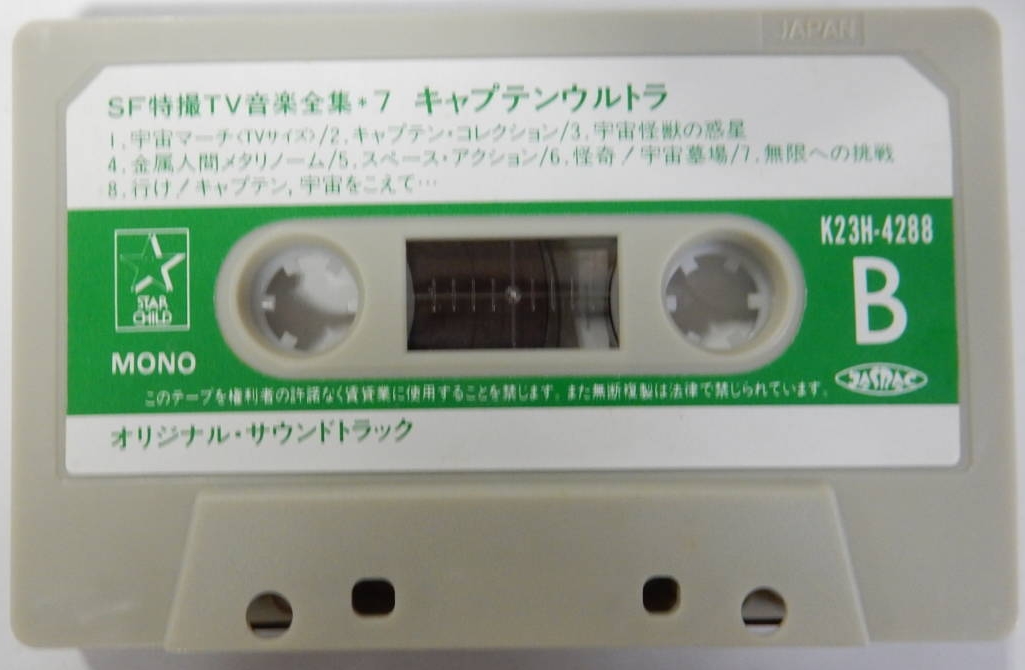 JAPAN
SF特撮TV音楽全集*7 キャプテンウルトラ
1. 宇宙マーチ〈TVサイズ〉/2. キャプテン・コレクション/3. 宇宙怪獣の惑星
4. 金属人間メタリノーム/5. スペース・アクション/6. 怪奇！宇宙墓場/7. 無限への挑戦
8. 行け！キャプテン, 宇宙をこえて…
K23H-4288
STAR
CHILD
B
MONO
JASRAC
このテープを権利者の許諾なく賃貸業に使用することを禁じます。また無断複製は法律で禁じられています。
オリジナル・サウンドトラック